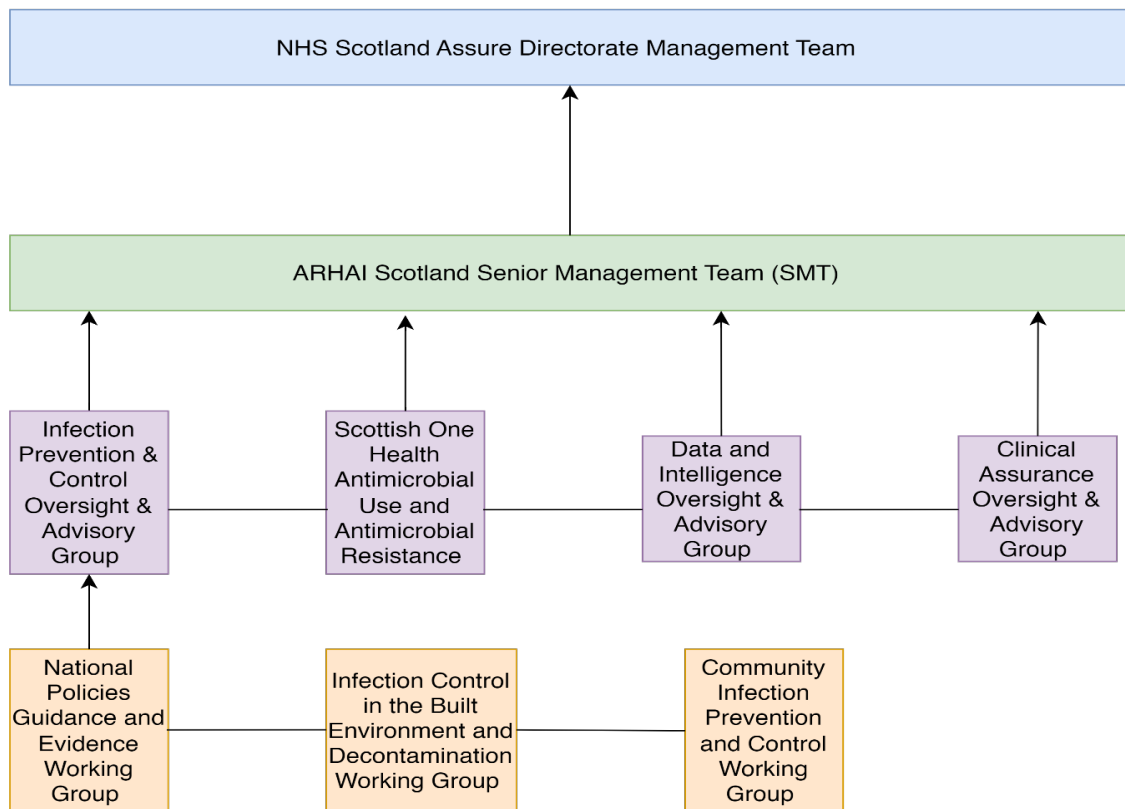 NHS Scotland Assure Directorate Management Team
ARHAI Scotland Senior Management Team (SMT)
Infection
Prevention &
Control
Oversight &
Advisory
Group
Scottish One
Health
Antimicrobial
Use and
Antimicrobial
Resistance
Data and
Intelligence
Oversight &
Advisory
Group
Clinical
Assurance
Oversight &
Advisory
Group
National
Policies
Guidance and
Evidence
Working
Group
Infection Control
in the Built
Environment and
Decontamination
Working Group
Community
Infection
Prevention
and Control
Working
Group